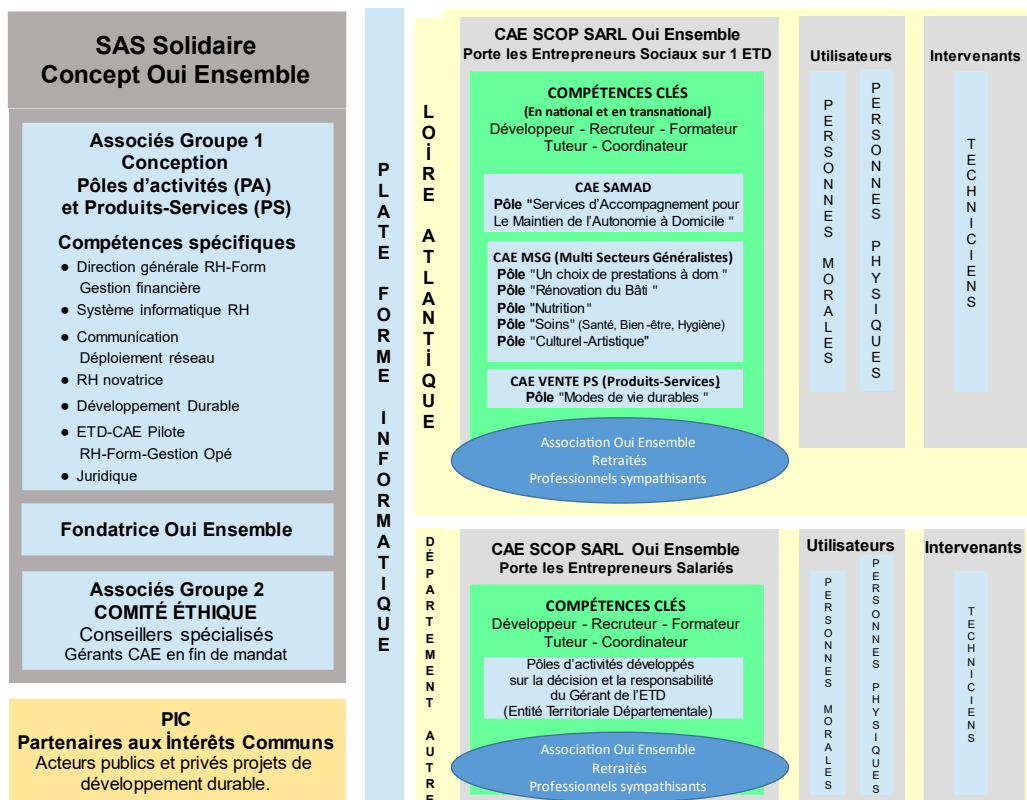 SAS Solidaire
Concept Oui Ensemble
Associés Groupe 1
Conception
Pôles d'activités (PA)
et Produits-Services (PS)
Compétences spécifiques
● Direction générale RH-Form
Gestion financière
● Système informatique RH
● Communication
Déploiement réseau
● RH novatrice
● Développement Durable
● ETD-CAE Pilote
RH-Form-Gestion Opé
● Juridique
Fondatrice Oui Ensemble
Associés Groupe 2
COMITÉ ÉTHIQUE
Conseillers spécialisés
Gérants CAE en fin de mandat
PIC
Partenaires aux İntérêts Communs
Acteurs publics et privés projets de
développement durable.
PLATE FORME INFORMATIQUE
LOİRE ATLANTİQUE
CAE SCOP SARL Oui Ensemble
Porte les Entrepreneurs Sociaux sur 1 ETD
COMPÉTENCES CLÉS
(En national et en transnational)
Développeur - Recruteur - Formateur
Tuteur - Coordinateur
CAE SAMAD
Pôle "Services d'Accompagnement pour
Le Maintien de l'Autonomie à Domicile "
CAE MSG (Multi Secteurs Généralistes)
Pôle "Un choix de prestations à dom "
Pôle "Rénovation du Bâti "
Pôle "Nutrition "
Pôle "Soins" (Santé, Bien -être, Hygiène)
Pôle "Culturel-Artistique"
CAE VENTE PS (Produits-Services)
Pôle "Modes de vie durables "
Association Oui Ensemble
Retraités
Professionnels sympathisants
Utilisateurs
PERSONNES MORALES
PERSONNES PHYSIQUES
Intervenants
TECHNICIENS
DÉPARTEMENT AUTRE
CAE SCOP SARL Oui Ensemble
Porte les Entrepreneurs Salariés
COMPÉTENCES CLÉS
Développeur - Recruteur - Formateur
Tuteur - Coordinateur
Pôles d'activités développés
sur la décision et la responsabilité
du Gérant de l'ETD
(Entité Territoriale Départementale)
Association Oui Ensemble
Retraités
Professionnels sympathisants
Utilisateurs
PERSONNES MORALES
PERSONNES PHYSIQUES
Intervenants
TECHNICIENS